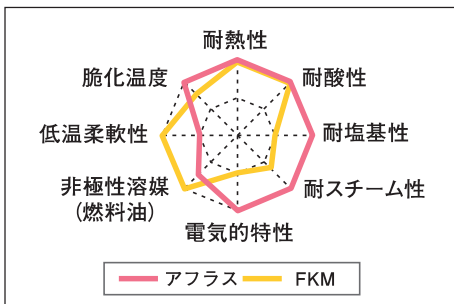 耐熱性
脆化温度
耐酸性
低温柔軟性
耐塩基性
非極性溶媒
(燃料油)
耐スチーム性
電気的特性
アフラス
FKM